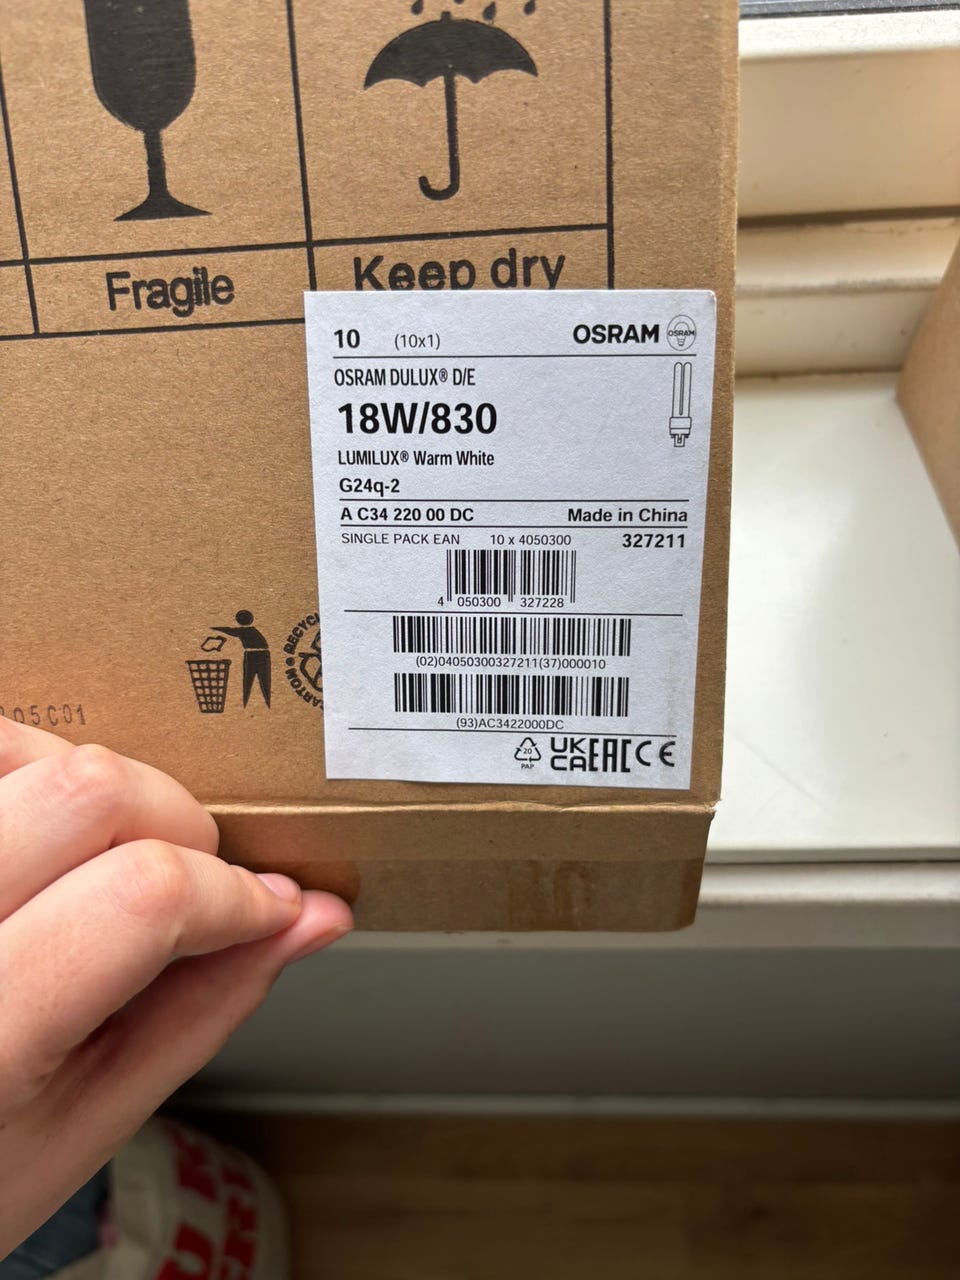 Fragile
Keep dry
10 (10x1) OSRAM OSRAM
OSRAM DULUX® D/E
18W/830
LUMILUX® Warm White
G24q-2
A C34 220 00 DC Made in China
SINGLE PACK EAN 10 x 4050300 327211
4 050300 327228
(02)04050300327211(37)000010
(93)AC3422000DC
20
PAP
UK
CA EAC CE
05C01